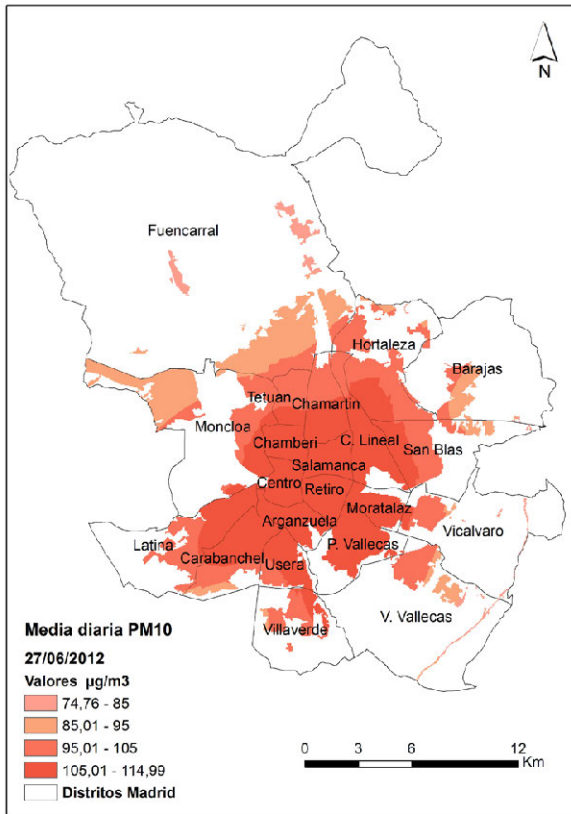 N
Fuencarral
Hortaleza
Barajas
Tetuan
Chamartin
Moncloa
Chamberi
C. Lineal
San Blas
Salamanca
Centro
Retiro
Moratalaz
Arganzuela
Vicalvaro
Latina
P. Vallecas
Carabanchel
Usera
V. Vallecas
Villaverde
Media diaria PM10
27/06/2012
Valores µg/m3
74,76 - 85
85,01 - 95
95,01 - 105
105,01 - 114,99
Distritos Madrid
0 3 6 12
Km